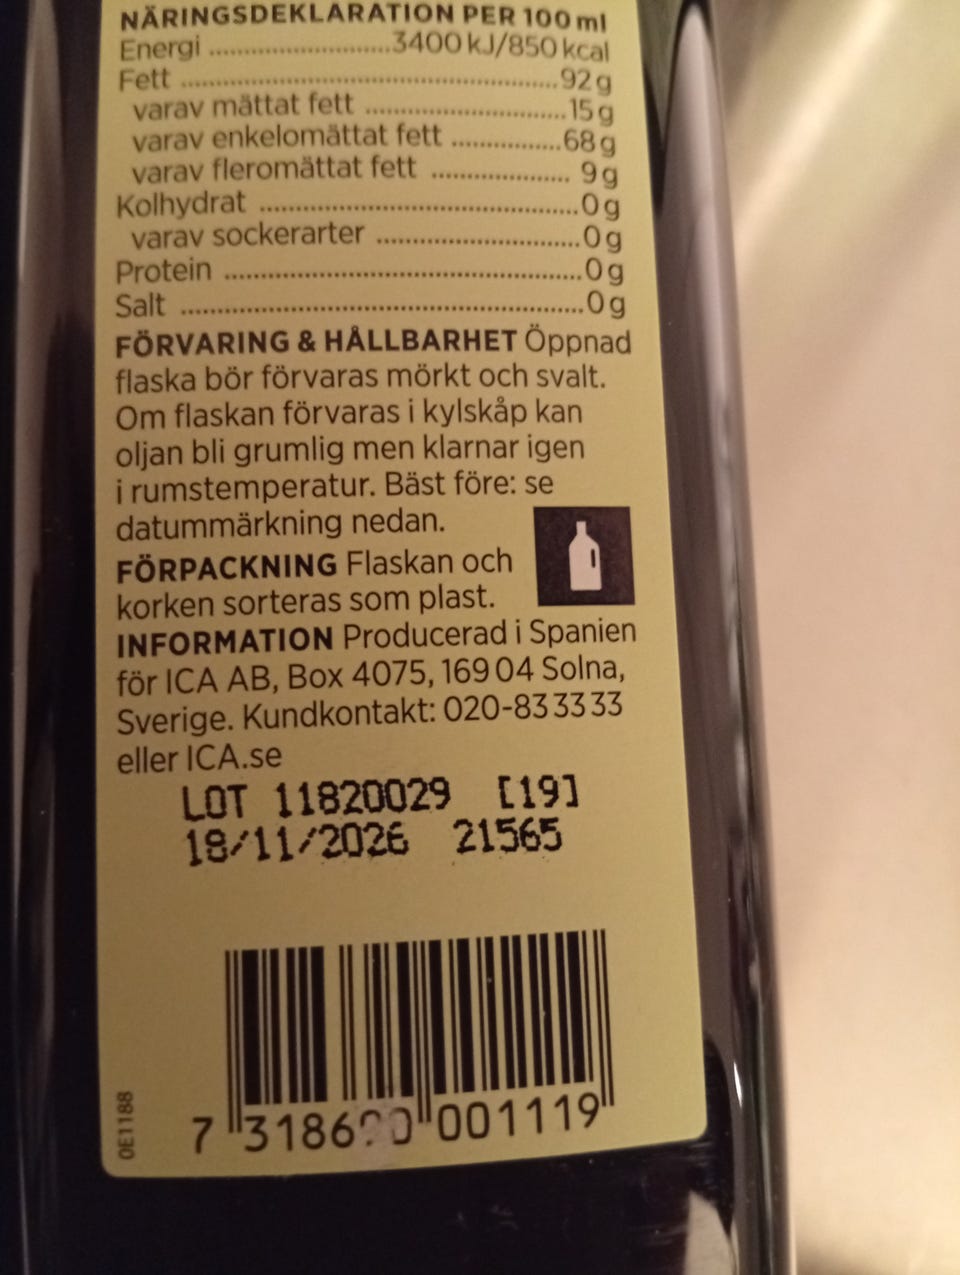 NÄRINGSDEKLARATION PER 100 ml
Energi ........................3400 kJ/850 kcal
Fett ..................................................92 g
varav mättat fett ...........................15 g
varav enkelomättat fett ..............68 g
varav fleromättat fett .................. 9 g
Kolhydrat ..........................................0 g
varav sockerarter ..........................0 g
Protein ...............................................0 g
Salt .....................................................0 g
FÖRVARING & HÅLLBARHET Öppnad
flaska bör förvaras mörkt och svalt.
Om flaskan förvaras i kylskåp kan
oljan bli grumlig men klarnar igen
i rumstemperatur. Bäst före: se
datummärkning nedan.
FÖRPACKNING Flaskan och
korken sorteras som plast.
INFORMATION Producerad i Spanien
för ICA AB, Box 4075, 169 04 Solna,
Sverige. Kundkontakt: 020-83 33 33
eller ICA.se
LOT 11820029 [19]
18/11/2026 21565
0E1188
7 001119